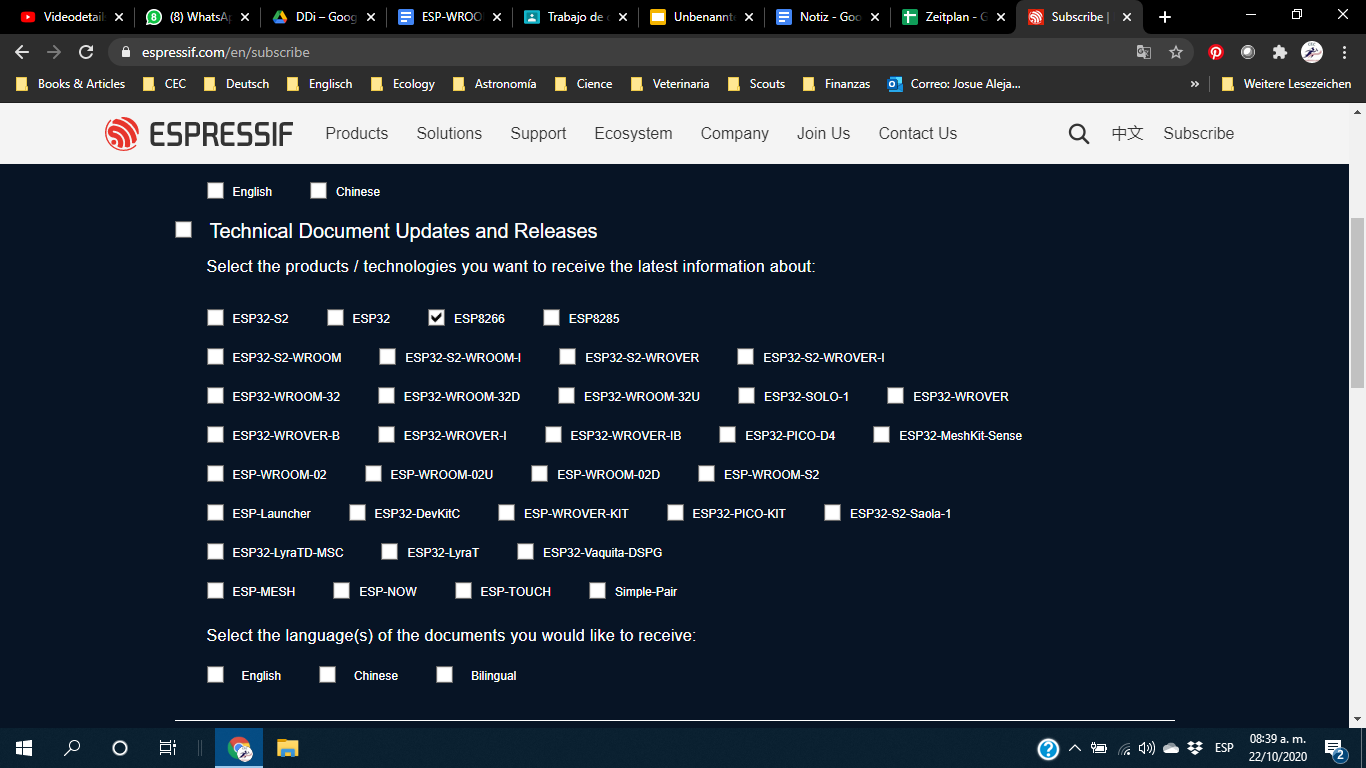 Videodetail
(8) WhatsAp
DDi – Goog
ESP-WROO
Trabajo de c
Unbenannte
Notiz - Goo
Zeitplan - G
Subscribe |
espressif.com/en/subscribe
Books & Articles
CEC
Deutsch
Englisch
Ecology
Astronomía
Cience
Veterinaria
Scouts
Finanzas
Correo: Josue Aleja...
»
Weitere Lesezeichen
ESPRESSIF
Products
Solutions
Support
Ecosystem
Company
Join Us
Contact Us
中文
Subscribe
English
Chinese
Technical Document Updates and Releases
Select the products / technologies you want to receive the latest information about:
ESP32-S2
ESP32
ESP8266
ESP8285
ESP32-S2-WROOM
ESP32-S2-WROOM-I
ESP32-S2-WROVER
ESP32-S2-WROVER-I
ESP32-WROOM-32
ESP32-WROOM-32D
ESP32-WROOM-32U
ESP32-SOLO-1
ESP32-WROVER
ESP32-WROVER-B
ESP32-WROVER-I
ESP32-WROVER-IB
ESP32-PICO-D4
ESP32-MeshKit-Sense
ESP-WROOM-02
ESP-WROOM-02U
ESP-WROOM-02D
ESP-WROOM-S2
ESP-Launcher
ESP32-DevKitC
ESP-WROVER-KIT
ESP32-PICO-KIT
ESP32-S2-Saola-1
ESP32-LyraTD-MSC
ESP32-LyraT
ESP32-Vaquita-DSPG
ESP-MESH
ESP-NOW
ESP-TOUCH
Simple-Pair
Select the language(s) of the documents you would like to receive:
English
Chinese
Bilingual
ESP
08:39 a. m.
22/10/2020
2